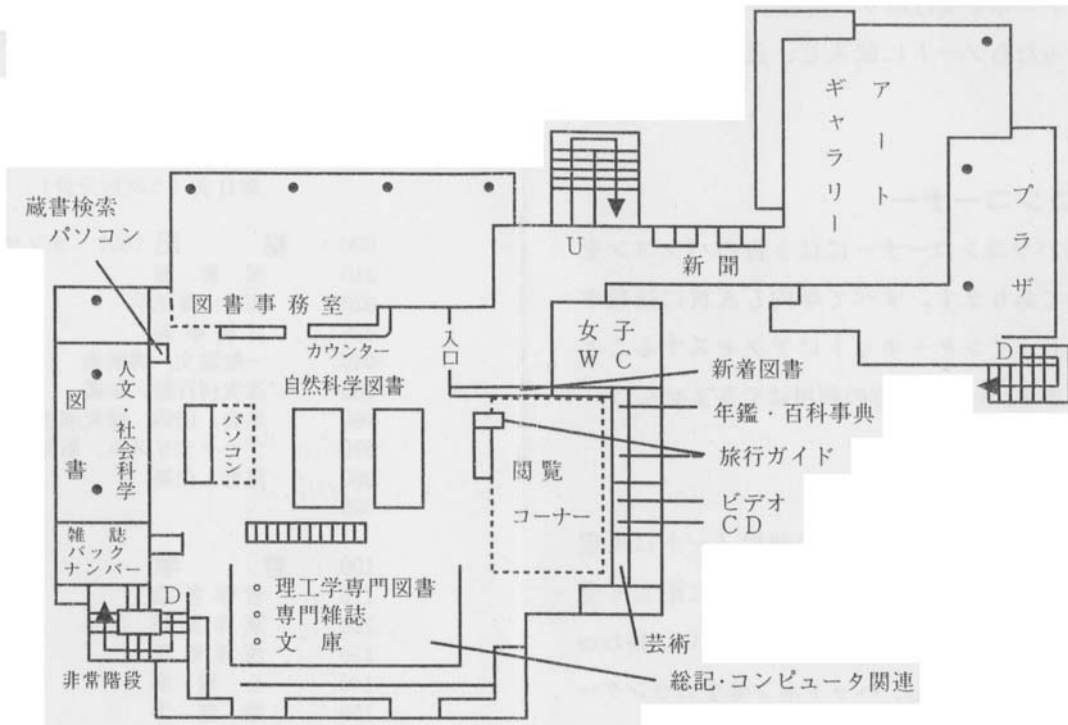 アート
ギャラリー
プラザ
蔵書検索
パソコン
U
新聞
図書事務室
カウンター
入口
女子
WC
D
新着図書
年鑑・百科事典
旅行ガイド
ビデオ
CD
自然科学図書
人文
社会科学
図書
パソコン
閲覧
コーナー
雑誌
バック
ナンバー
D
理工学専門図書
専門雑誌
文庫
非常階段
芸術
総記・コンピュータ関連